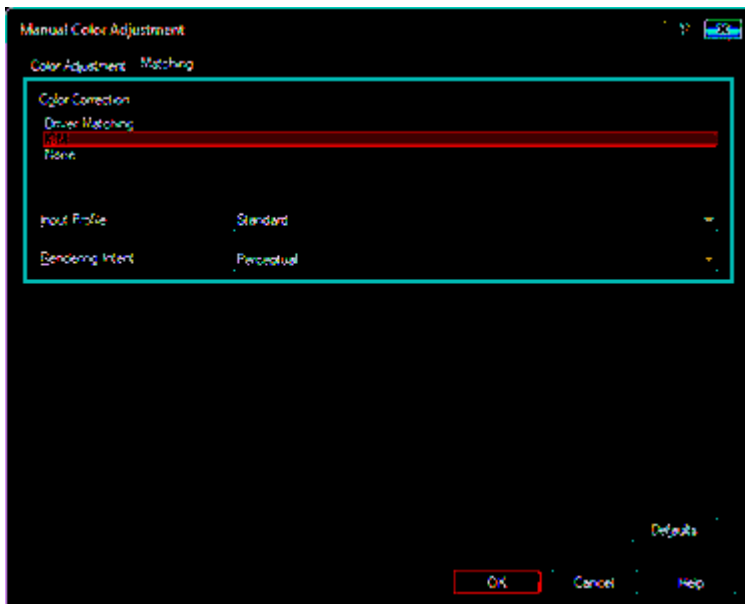 Manual Color Adjustment
?
Color Adjustment Matching
Color Correction
Driver Matching
ICM
None
Input Profile Standard
Rendering Intent Perceptual
Defaults
OK Cancel Help